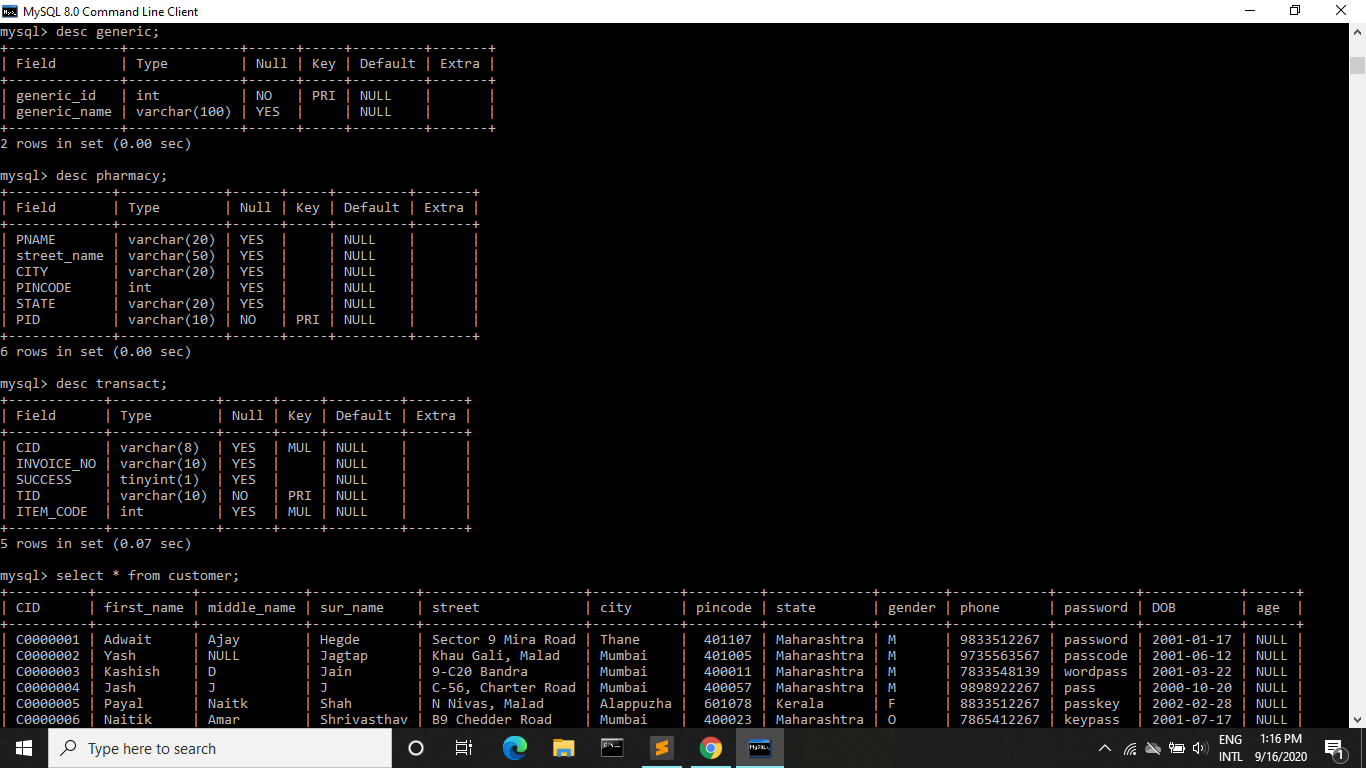 MySQL 8.0 Command Line Client
mysql> desc generic;
+--------------+--------------+------+-----+---------+-------+
| Field        | Type         | Null | Key | Default | Extra |
+--------------+--------------+------+-----+---------+-------+
| generic_id   | int          | NO   | PRI | NULL    |       |
| generic_name | varchar(100) | YES  |     | NULL    |       |
+--------------+--------------+------+-----+---------+-------+
2 rows in set (0.00 sec)
mysql> desc pharmacy;
+-------------+-------------+------+-----+---------+-------+
| Field       | Type        | Null | Key | Default | Extra |
+-------------+-------------+------+-----+---------+-------+
| PNAME       | varchar(20) | YES  |     | NULL    |       |
| street_name | varchar(50) | YES  |     | NULL    |       |
| CITY        | varchar(20) | YES  |     | NULL    |       |
| PINCODE     | int         | YES  |     | NULL    |       |
| STATE       | varchar(20) | YES  |     | NULL    |       |
| PID         | varchar(10) | NO   | PRI | NULL    |       |
+-------------+-------------+------+-----+---------+-------+
6 rows in set (0.00 sec)
mysql> desc transact;
+------------+-------------+------+-----+---------+-------+
| Field      | Type        | Null | Key | Default | Extra |
+------------+-------------+------+-----+---------+-------+
| CID        | varchar(8)  | YES  | MUL | NULL    |       |
| INVOICE_NO | varchar(10) | YES  |     | NULL    |       |
| SUCCESS    | tinyint(1)  | YES  |     | NULL    |       |
| TID        | varchar(10) | NO   | PRI | NULL    |       |
| ITEM_CODE  | int         | YES  | MUL | NULL    |       |
+------------+-------------+------+-----+---------+-------+
5 rows in set (0.07 sec)
mysql> select * from customer;
+----------+------------+-------------+-------------+--------------------+-----------+---------+-------------+--------+------------+----------+------------+------+
| CID      | first_name | middle_name | sur_name    | street             | city      | pincode | state       | gender | phone      | password | DOB        | age  |
+----------+------------+-------------+-------------+--------------------+-----------+---------+-------------+--------+------------+----------+------------+------+
| C0000001 | Adwait     | Ajay        | Hegde       | Sector 9 Mira Road | Thane     |  401107 | Maharashtra | M      | 9833512267 | password | 2001-01-17 | NULL |
| C0000002 | Yash       | NULL        | Jagtap      | Khau Gali, Malad   | Mumbai    |  401005 | Maharashtra | M      | 9735563567 | passcode | 2001-06-12 | NULL |
| C0000003 | Kashish    | D           | Jain        | 9-C20 Bandra       | Mumbai    |  400011 | Maharashtra | M      | 7833548139 | wordpass | 2001-03-22 | NULL |
| C0000004 | Jash       | J           | J           | C-56, Charter Road | Mumbai    |  400057 | Maharashtra | M      | 9898922267 | pass     | 2000-10-20 | NULL |
| C0000005 | Payal      | Naitk       | Shah        | N Nivas, Malad     | Alappuzha |  601078 | Kerala      | F      | 8833512267 | passkey  | 2002-02-28 | NULL |
| C0000006 | Naitik     | Amar        | Shrivasthav | B9 Chedder Road    | Mumbai    |  400023 | Maharashtra | O      | 7865412267 | keypass  | 2001-07-17 | NULL |
Type here to search
ENG
1:16 PM
INTL
9/16/2020
1